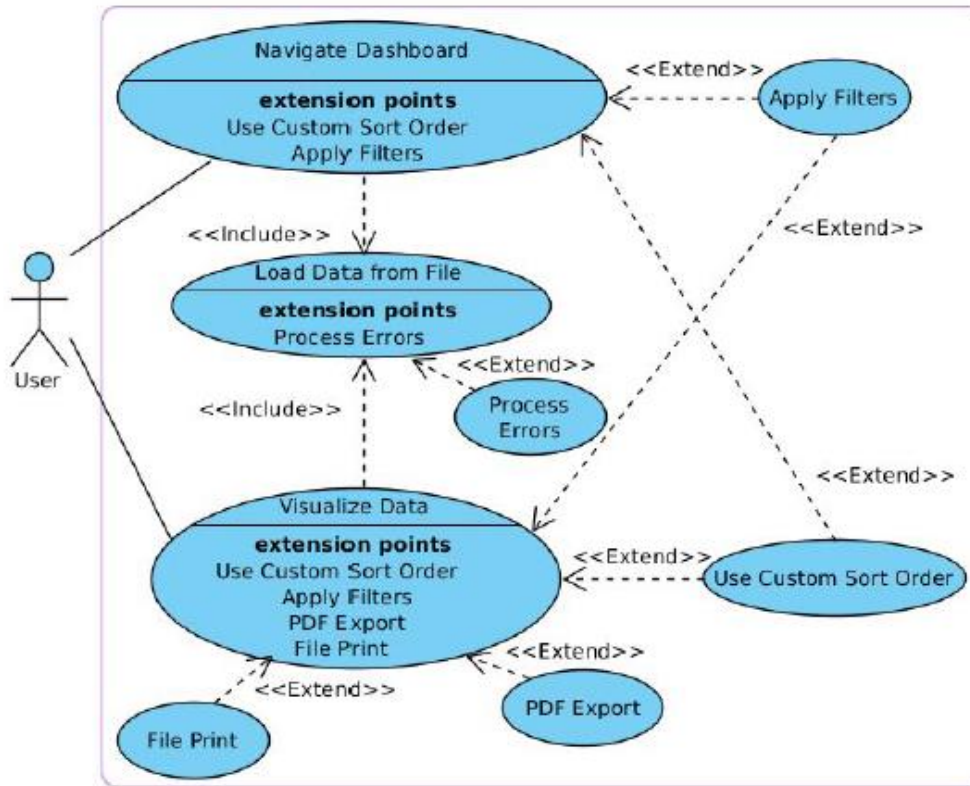 Navigate Dashboard
<<Extend>>
Apply Filters
extension points
Use Custom Sort Order
Apply Filters
<<Include>>
<<Extend>>
Load Data from File
extension points
Process Errors
User
<<Extend>>
<<Include>>
Process
Errors
<<Extend>>
Visualize Data
extension points
Use Custom Sort Order
Apply Filters
PDF Export
File Print
<<Extend>>
Use Custom Sort Order
<<Extend>>
<<Extend>>
PDF Export
File Print